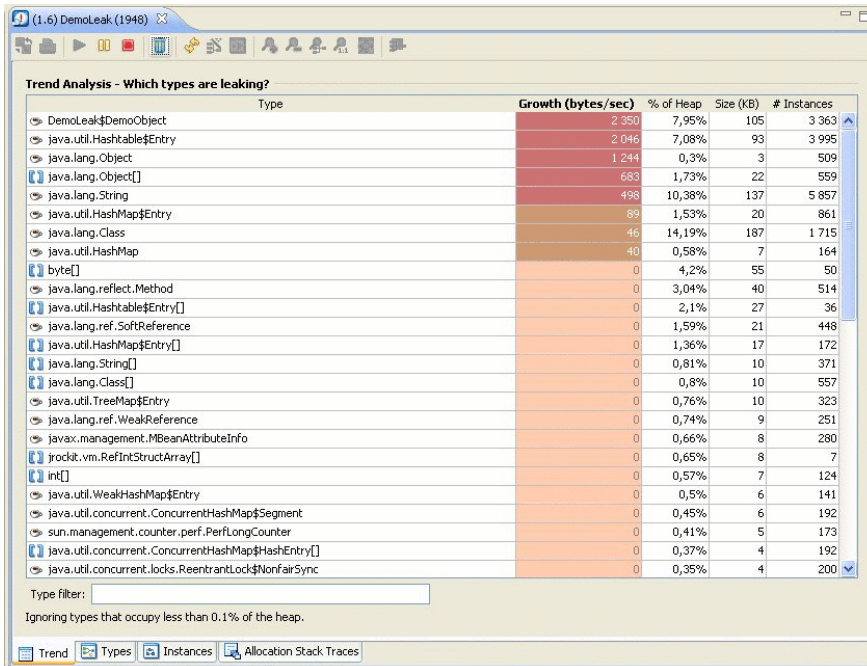 (1.6) DemoLeak (1948)
Trend Analysis - Which types are leaking?
Type Growth (bytes/sec) % of Heap Size (KB) # Instances
DemoLeak$DemoObject 2 350 7,95% 105 3 363
java.util.Hashtable$Entry 2 046 7,08% 93 3 995
java.lang.Object 1 244 0,3% 3 509
java.lang.Object[] 683 1,73% 22 559
java.lang.String 498 10,38% 137 5 857
java.util.HashMap$Entry 89 1,53% 20 861
java.lang.Class 46 14,19% 187 1 715
java.util.HashMap 40 0,58% 7 164
byte[] 0 4,2% 55 50
java.lang.reflect.Method 0 3,04% 40 514
java.util.Hashtable$Entry[] 0 2,1% 27 36
java.lang.ref.SoftReference 0 1,59% 21 448
java.util.HashMap$Entry[] 0 1,36% 17 172
java.lang.String[] 0 0,81% 10 371
java.lang.Class[] 0 0,8% 10 557
java.util.TreeMap$Entry 0 0,76% 10 323
java.lang.ref.WeakReference 0 0,74% 9 251
javax.management.MBeanAttributeInfo 0 0,66% 8 280
jrockit.vm.RefIntStructArray[] 0 0,65% 8 7
int[] 0 0,57% 7 124
java.util.WeakHashMap$Entry 0 0,5% 6 141
java.util.concurrent.ConcurrentHashMap$Segment 0 0,45% 6 192
sun.management.counter.perf.PerfLongCounter 0 0,41% 5 173
java.util.concurrent.ConcurrentHashMap$HashEntry[] 0 0,37% 4 192
java.util.concurrent.locks.ReentrantLock$NonfairSync 0 0,35% 4 200
Type filter:
Ignoring types that occupy less than 0.1% of the heap.
Trend Types Instances Allocation Stack Traces